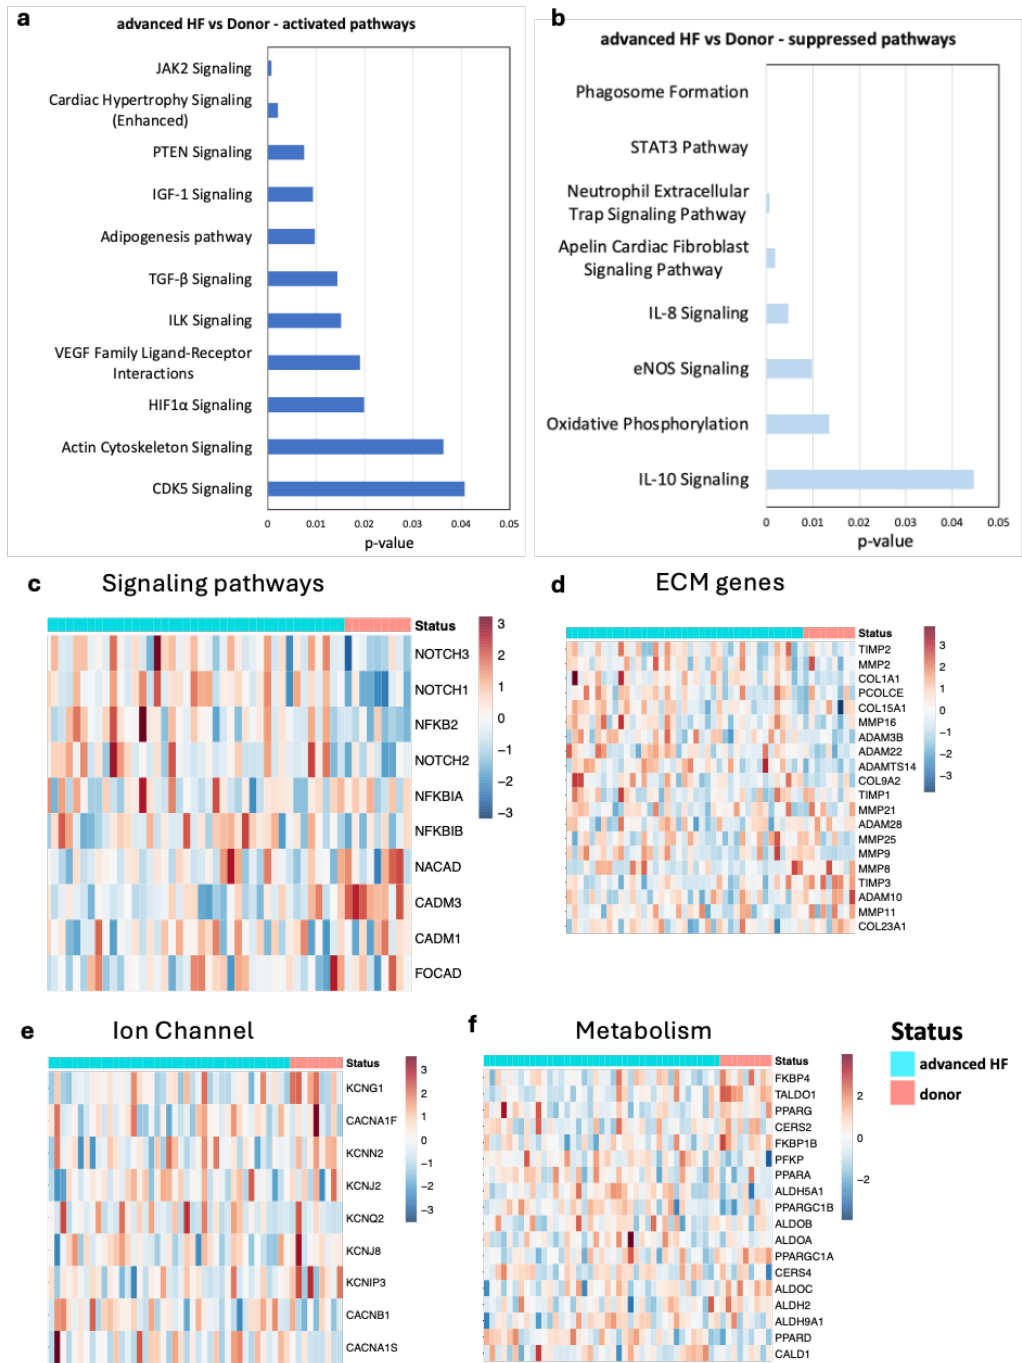 a
advanced HF vs Donor - activated pathways
JAK2 Signaling
Cardiac Hypertrophy Signaling
(Enhanced)
PTEN Signaling
IGF-1 Signaling
Adipogenesis pathway
TGF-β Signaling
ILK Signaling
VEGF Family Ligand-Receptor
Interactions
HIF1α Signaling
Actin Cytoskeleton Signaling
CDK5 Signaling
0 0.01 0.02 0.03 0.04 0.05
p-value
b
advanced HF vs Donor - suppressed pathways
Phagosome Formation
STAT3 Pathway
Neutrophil Extracellular
Trap Signaling Pathway
Apelin Cardiac Fibroblast
Signaling Pathway
IL-8 Signaling
eNOS Signaling
Oxidative Phosphorylation
IL-10 Signaling
0 0.01 0.02 0.03 0.04 0.05
p-value
c
Signaling pathways
Status
NOTCH3
NOTCH1
NFKB2
NOTCH2
NFKBIA
NFKBIB
NACAD
CADM3
CADM1
FOCAD
3
2
1
0
−1
−2
−3
d
ECM genes
Status
TIMP2
MMP2
COL1A1
PCOLCE
COL15A1
MMP16
ADAM3B
ADAM22
ADAMTS14
COL9A2
TIMP1
MMP21
ADAM28
MMP25
MMP9
MMP8
TIMP3
ADAM10
MMP11
COL23A1
3
2
1
0
−1
−2
−3
e
Ion Channel
Status
KCNG1
CACNA1F
KCNN2
KCNJ2
KCNQ2
KCNJ8
KCNIP3
CACNB1
CACNA1S
3
2
1
0
−1
−2
−3
f
Metabolism
Status
FKBP4
TALDO1
PPARG
CERS2
FKBP1B
PFKP
PPARA
ALDH5A1
PPARGC1B
ALDOB
ALDOA
PPARGC1A
CERS4
ALDOC
ALDH2
ALDH9A1
PPARD
CALD1
2
0
−2
Status
advanced HF
donor